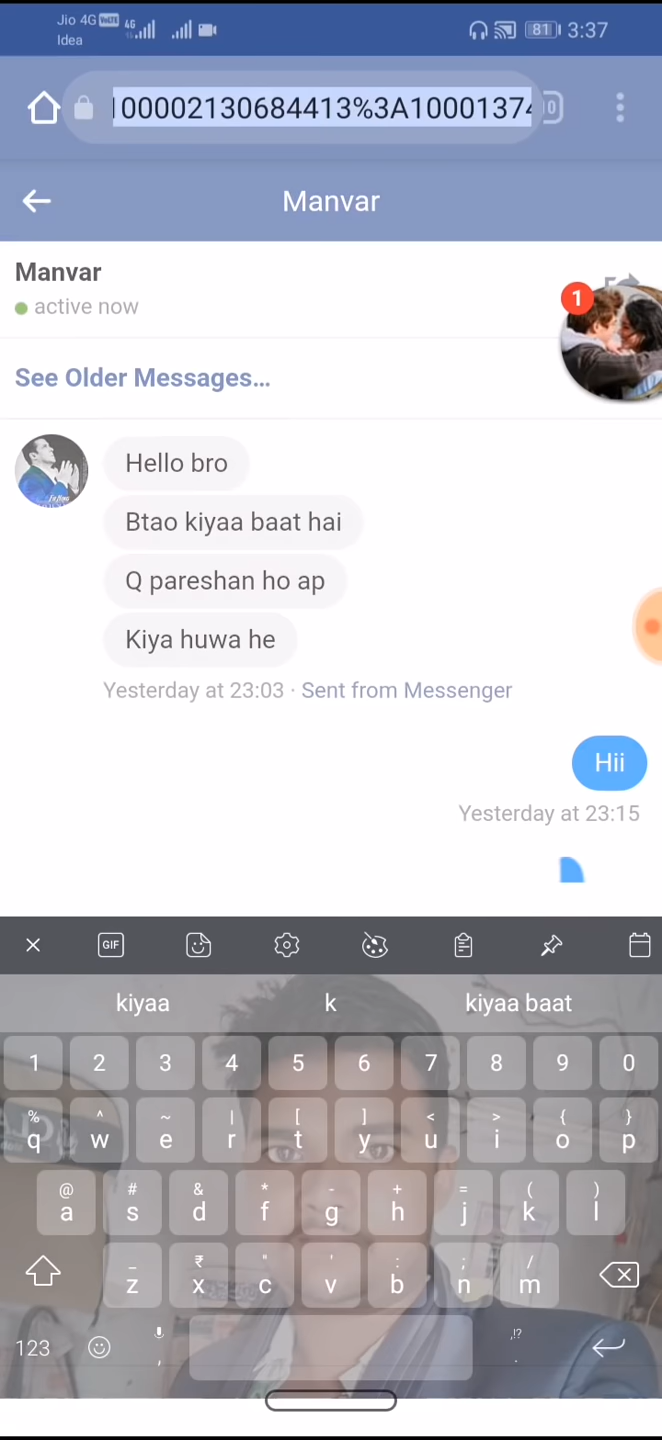 Jio 4G VoLTE 4G 81 3:37
Idea
100002130684413%3A1000137
Manvar
Manvar
active now
1
See Older Messages...
Hello bro
Btao kiyaa baat hai
Q pareshan ho ap
Kiya huwa he
Yesterday at 23:03 · Sent from Messenger
Hii
Yesterday at 23:15
GIF
kiyaa k kiyaa baat
1 2 3 4 5 6 7 8 9 0
% ^ ~ | [ ] < > { }
q w e r t y u i o p
@ # & * - + = ( )
a s d f g h j k l
_ ₹ " ' : ; /
z x c v b n m
123 , .
,!?